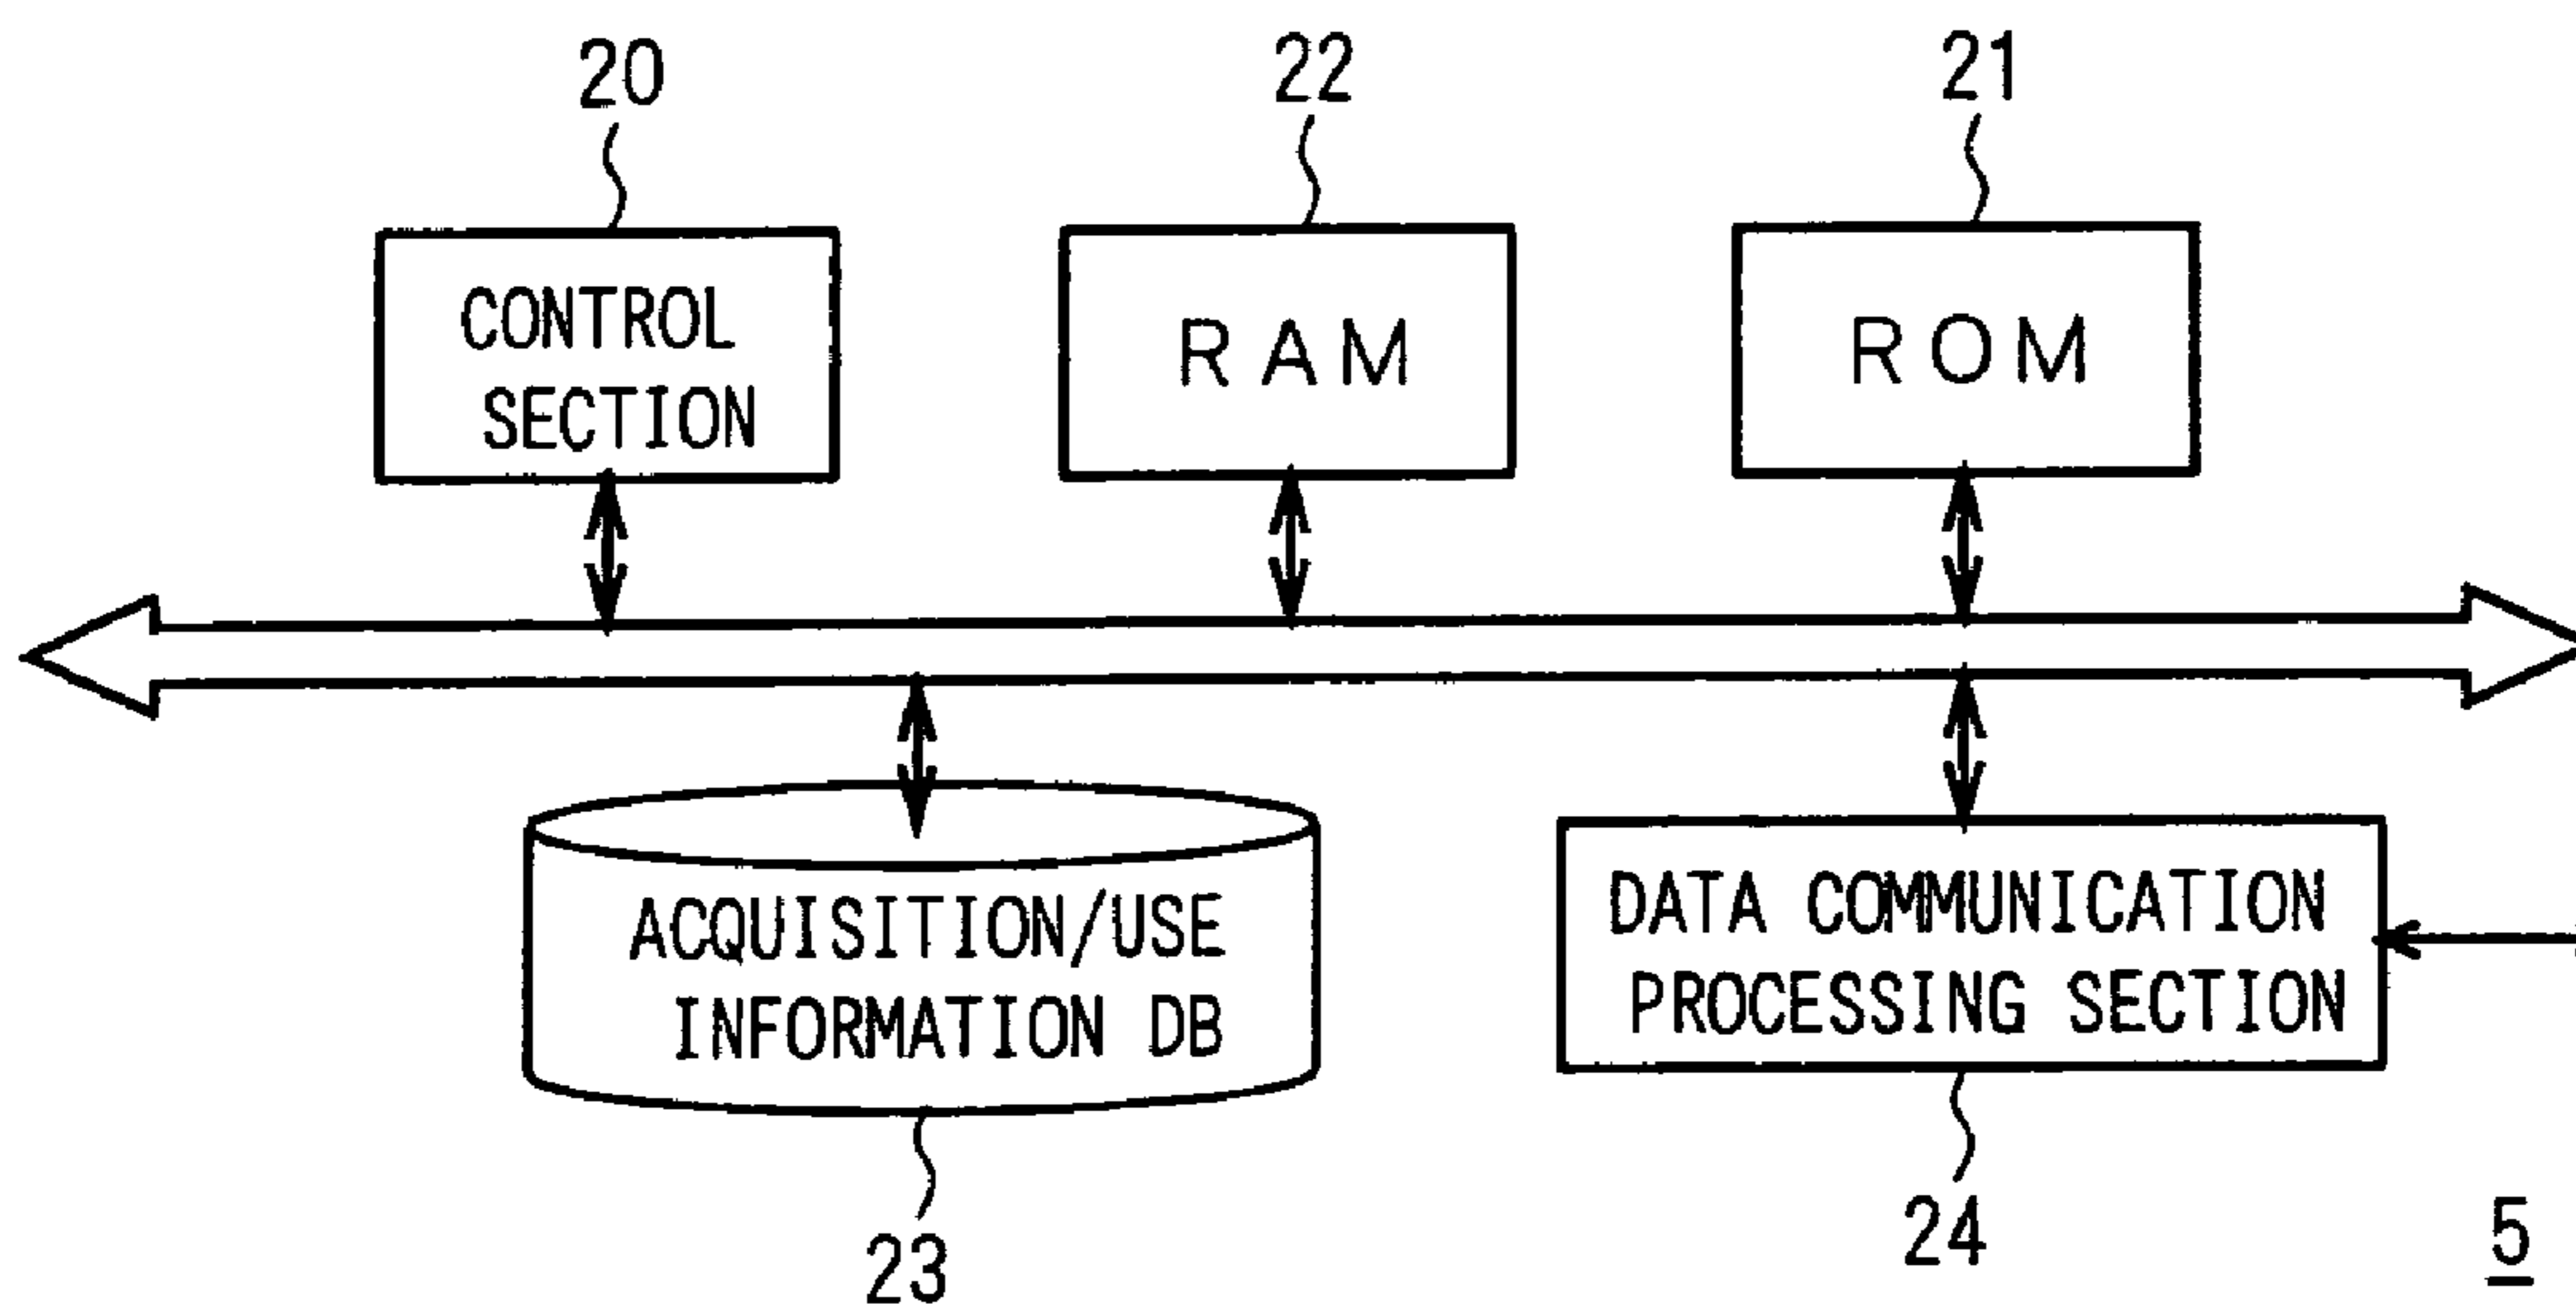 20
22
21
CONTROL
SECTION
RAM
ROM
ACQUISITION/USE
INFORMATION DB
DATA COMMUNICATION
PROCESSING SECTION
23
24
5